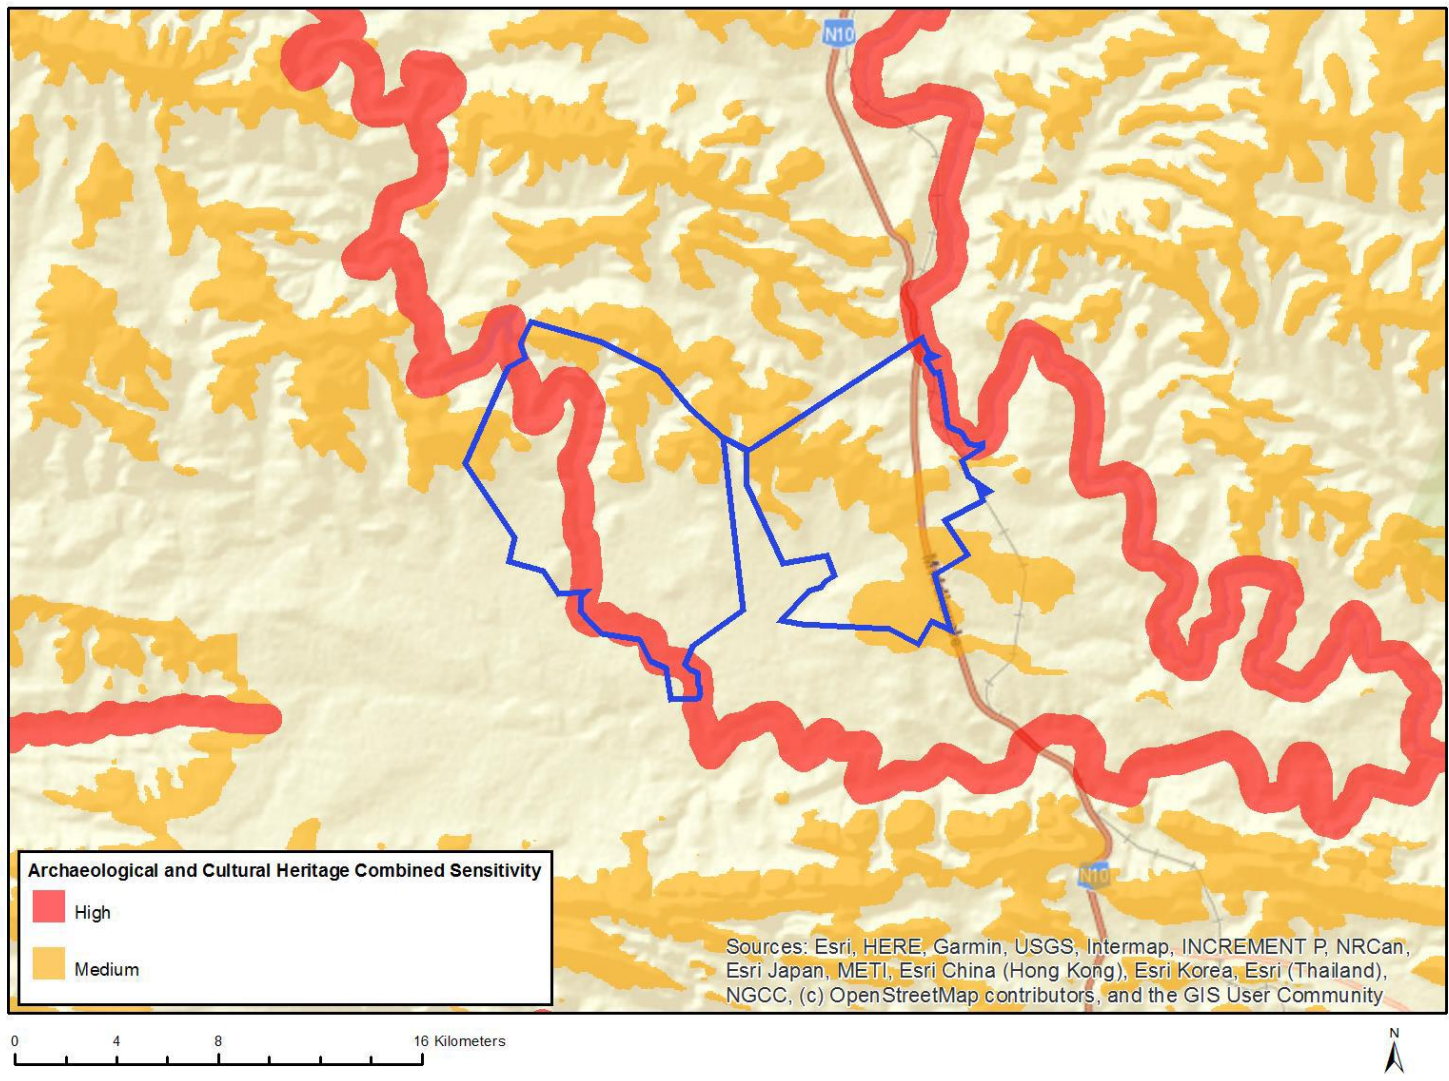 N10
Archaeological and Cultural Heritage Combined Sensitivity
High
Medium
N10
Sources: Esri, HERE, Garmin, USGS, Intermap, INCREMENT P, NRCan,
Esri Japan, METI, Esri China (Hong Kong), Esri Korea, Esri (Thailand),
NGCC, (c) OpenStreetMap contributors, and the GIS User Community
0 4 8 16 Kilometers
N